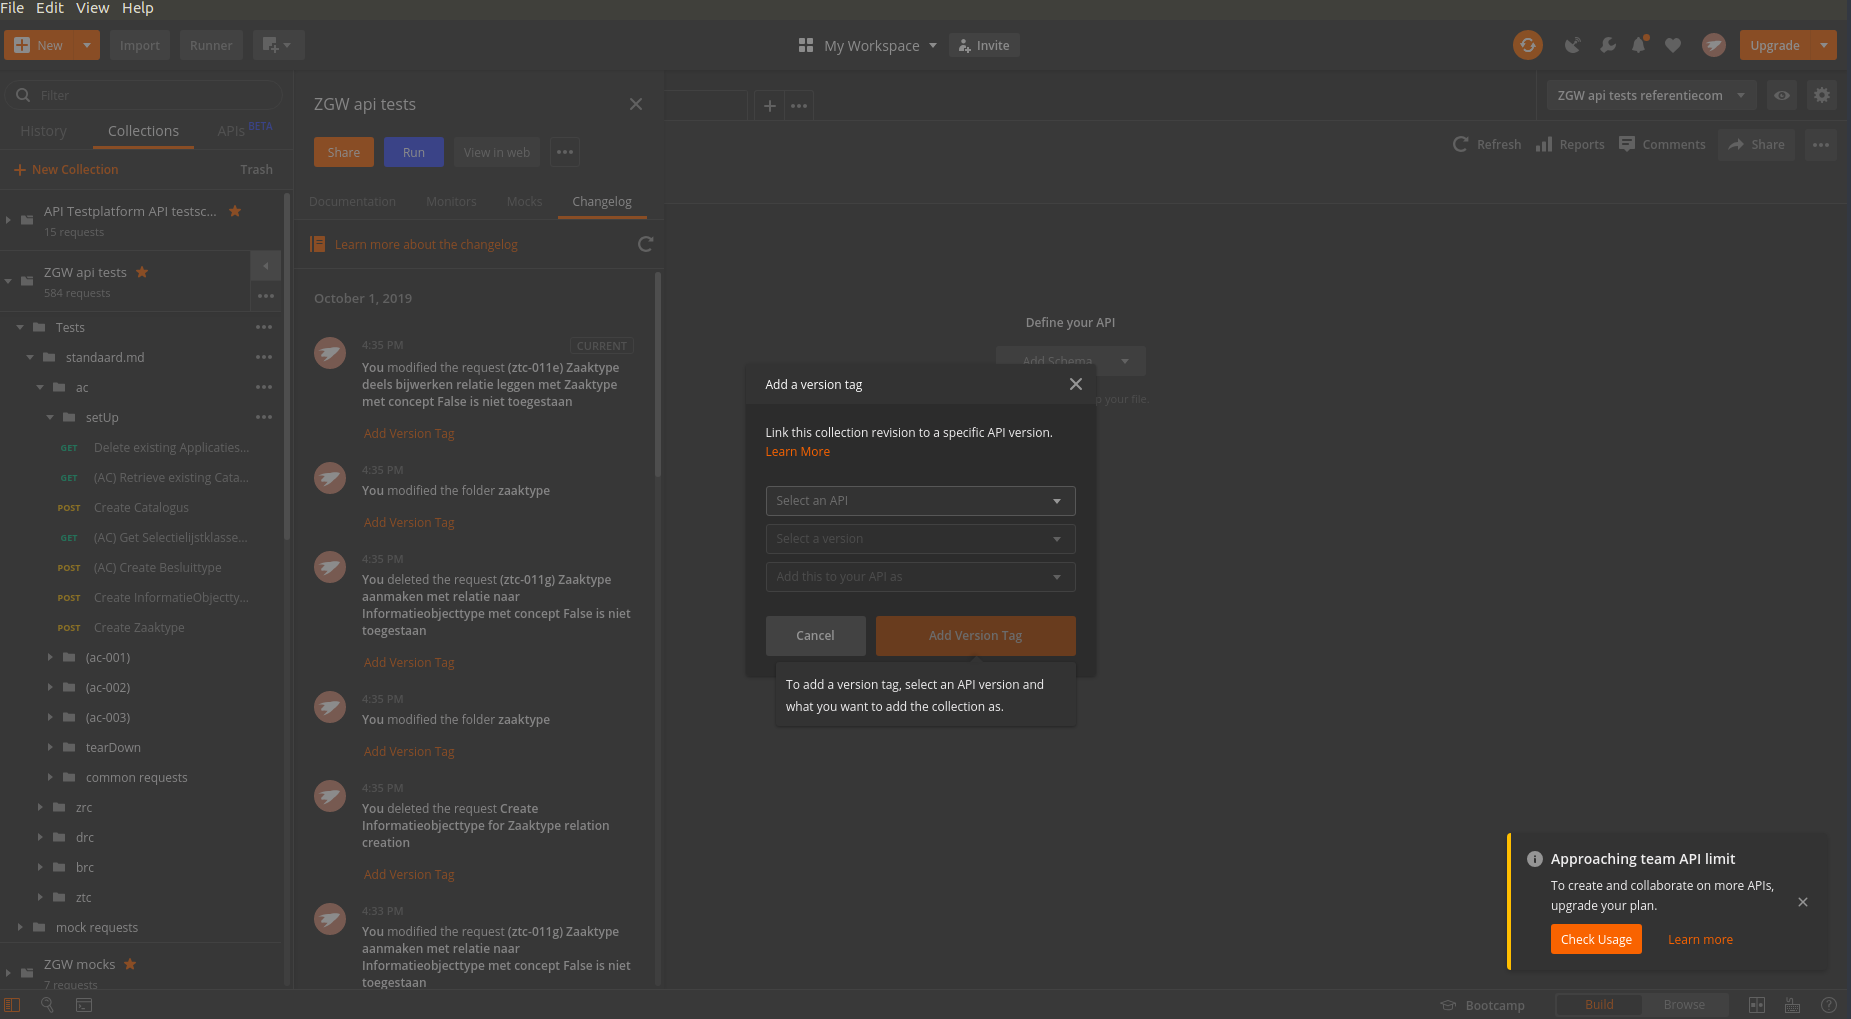 File Edit View Help
New
Import
Runner
My Workspace
Invite
Upgrade
Filter
History
Collections
APIs BETA
New Collection
Trash
API Testplatform API testsc...
15 requests
ZGW api tests
584 requests
Tests
standaard.md
ac
setUp
GET Delete existing Applicaties...
GET (AC) Retrieve existing Cata...
POST Create Catalogus
GET (AC) Get Selectielijstklasse...
POST (AC) Create Besluittype
POST Create InformatieObjectty...
POST Create Zaaktype
(ac-001)
(ac-002)
(ac-003)
tearDown
common requests
zrc
drc
brc
ztc
mock requests
ZGW mocks
7 requests
ZGW api tests
Share
Run
View in web
Documentation
Monitors
Mocks
Changelog
Learn more about the changelog
October 1, 2019
4:35 PM
CURRENT
You modified the request (ztc-011e) Zaaktype
deels bijwerken relatie leggen met Zaaktype
met concept False is niet toegestaan
Add Version Tag
4:35 PM
You modified the folder zaaktype
Add Version Tag
4:35 PM
You deleted the request (ztc-011g) Zaaktype
aanmaken met relatie naar
Informatieobjecttype met concept False is niet
toegestaan
Add Version Tag
4:35 PM
You modified the folder zaaktype
Add Version Tag
4:35 PM
You deleted the request Create
Informatieobjecttype for Zaaktype relation
creation
Add Version Tag
4:33 PM
You modified the request (ztc-011g) Zaaktype
aanmaken met relatie naar
Informatieobjecttype met concept False is niet
toegestaan
ZGW api tests referentiecom
Refresh
Reports
Comments
Share
Define your API
Add Schema
p your file.
Add a version tag
Link this collection revision to a specific API version.
Learn More
Select an API
Select a version
Add this to your API as
Cancel
Add Version Tag
To add a version tag, select an API version and
what you want to add the collection as.
Approaching team API limit
To create and collaborate on more APIs,
upgrade your plan.
Check Usage
Learn more
Bootcamp
Build
Browse